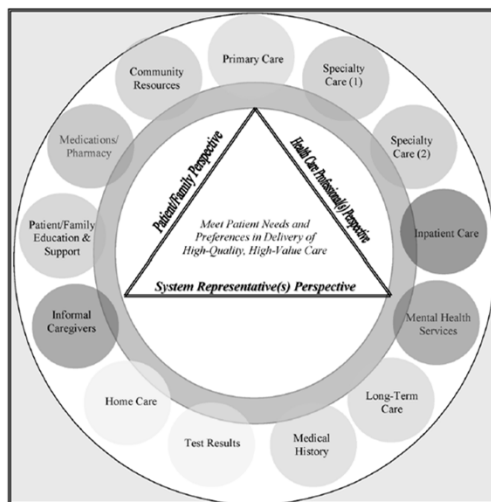 Primary Care
Specialty
Care (1)
Specialty
Care (2)
Inpatient Care
Mental Health
Services
Long-Term
Care
Medical
History
Test Results
Home Care
Informal
Caregivers
Patient/Family
Education &
Support
Medications/
Pharmacy
Community
Resources
Patient/Family Perspective
Health Care Professional(s) Perspective
Meet Patient Needs and
Preferences in Delivery of
High-Quality, High-Value Care
System Representative(s) Perspective